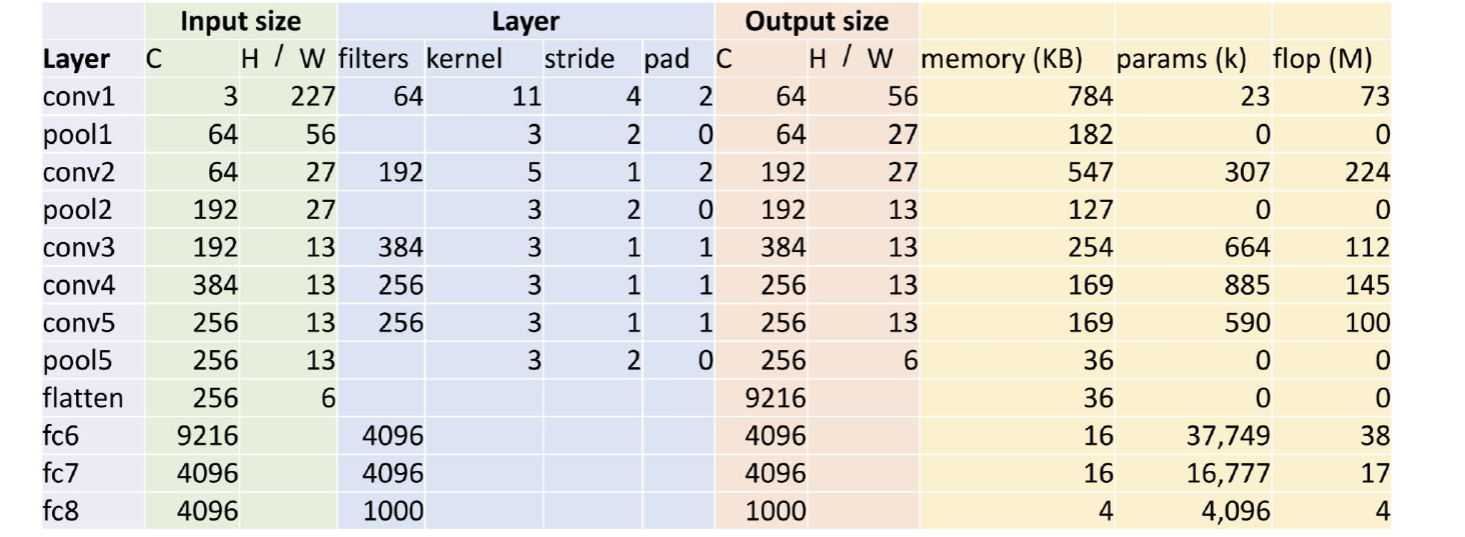 Input size Layer Output size
Layer C H / W filters kernel stride pad C H / W memory (KB) params (k) flop (M)
conv1 3 227 64 11 4 2 64 56 784 23 73
pool1 64 56 3 2 0 64 27 182 0 0
conv2 64 27 192 5 1 2 192 27 547 307 224
pool2 192 27 3 2 0 192 13 127 0 0
conv3 192 13 384 3 1 1 384 13 254 664 112
conv4 384 13 256 3 1 1 256 13 169 885 145
conv5 256 13 256 3 1 1 256 13 169 590 100
pool5 256 13 3 2 0 256 6 36 0 0
flatten 256 6 9216 36 0 0
fc6 9216 4096 4096 16 37,749 38
fc7 4096 4096 4096 16 16,777 17
fc8 4096 1000 1000 4 4,096 4